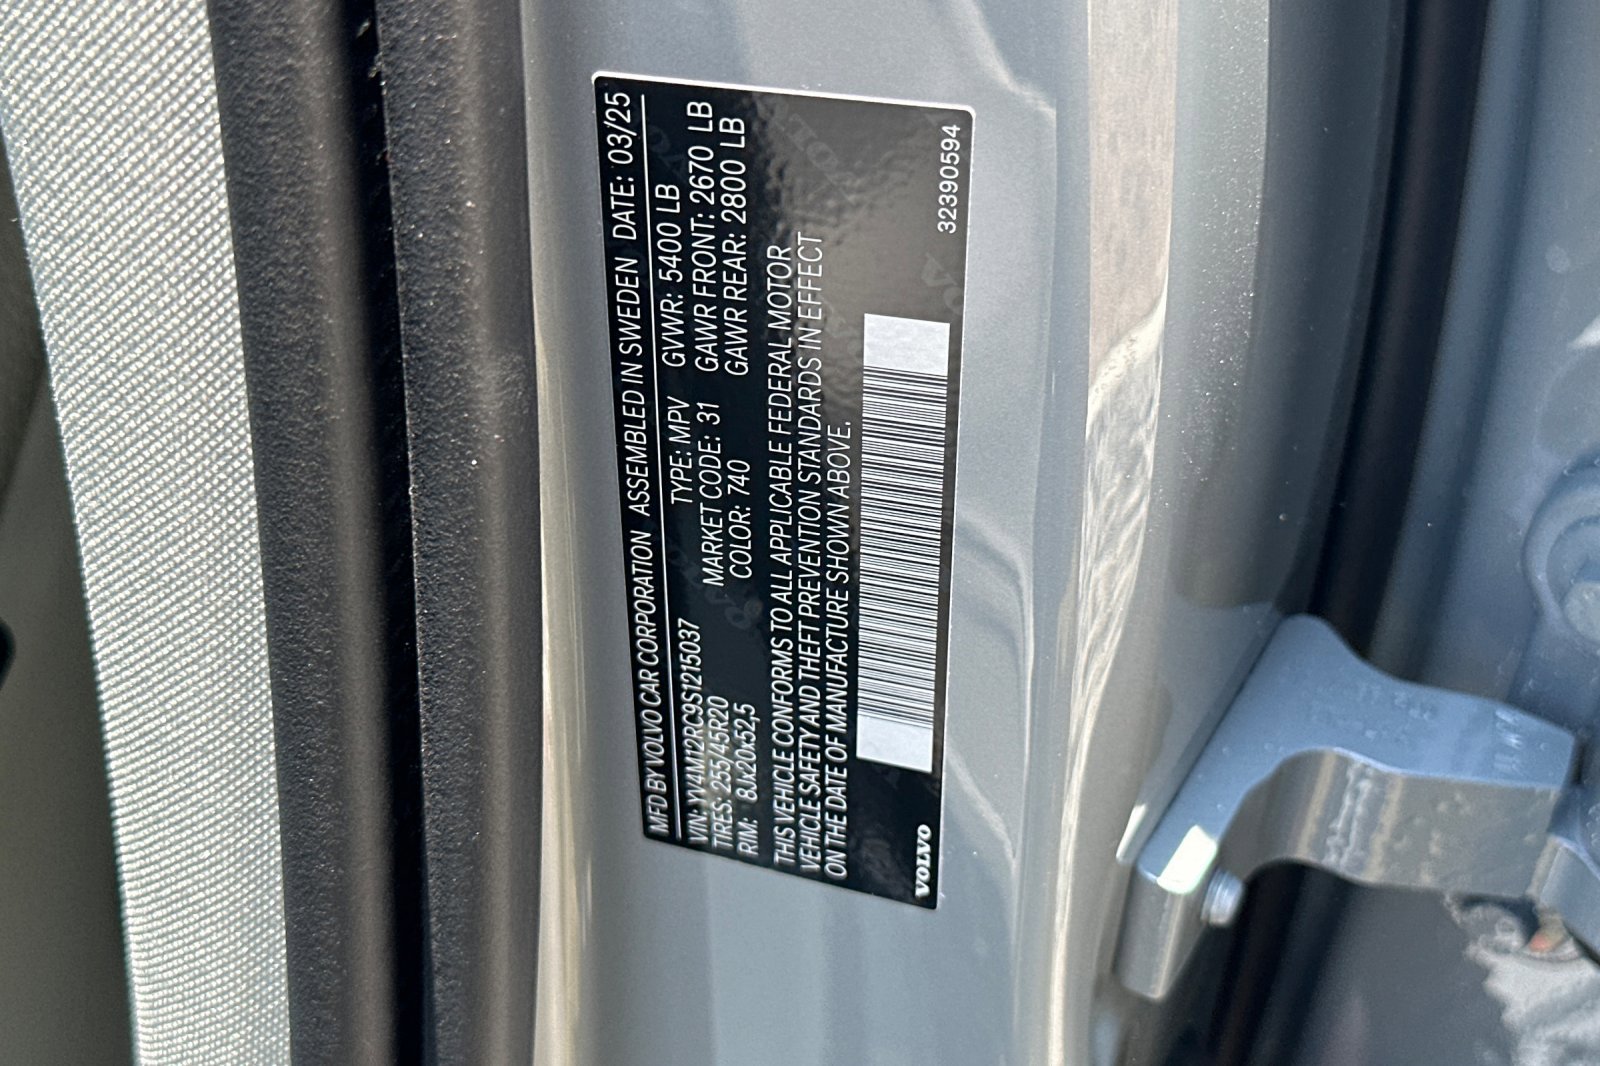 MFD BY VOLVO CAR CORPORATION ASSEMBLED IN SWEDEN DATE: 03/25
VIN: YV4M12RC9S1215037 TYPE: MPV GVWR: 5400 LB
TIRES: 255/45R20 MARKET CODE: 31 GAWR FRONT: 2670 LB
RIM: 8Jx20x52,5 COLOR: 740 GAWR REAR: 2800 LB
THIS VEHICLE CONFORMS TO ALL APPLICABLE FEDERAL MOTOR
VEHICLE SAFETY AND THEFT PREVENTION STANDARDS IN EFFECT
ON THE DATE OF MANUFACTURE SHOWN ABOVE.
VOLVO 32390594